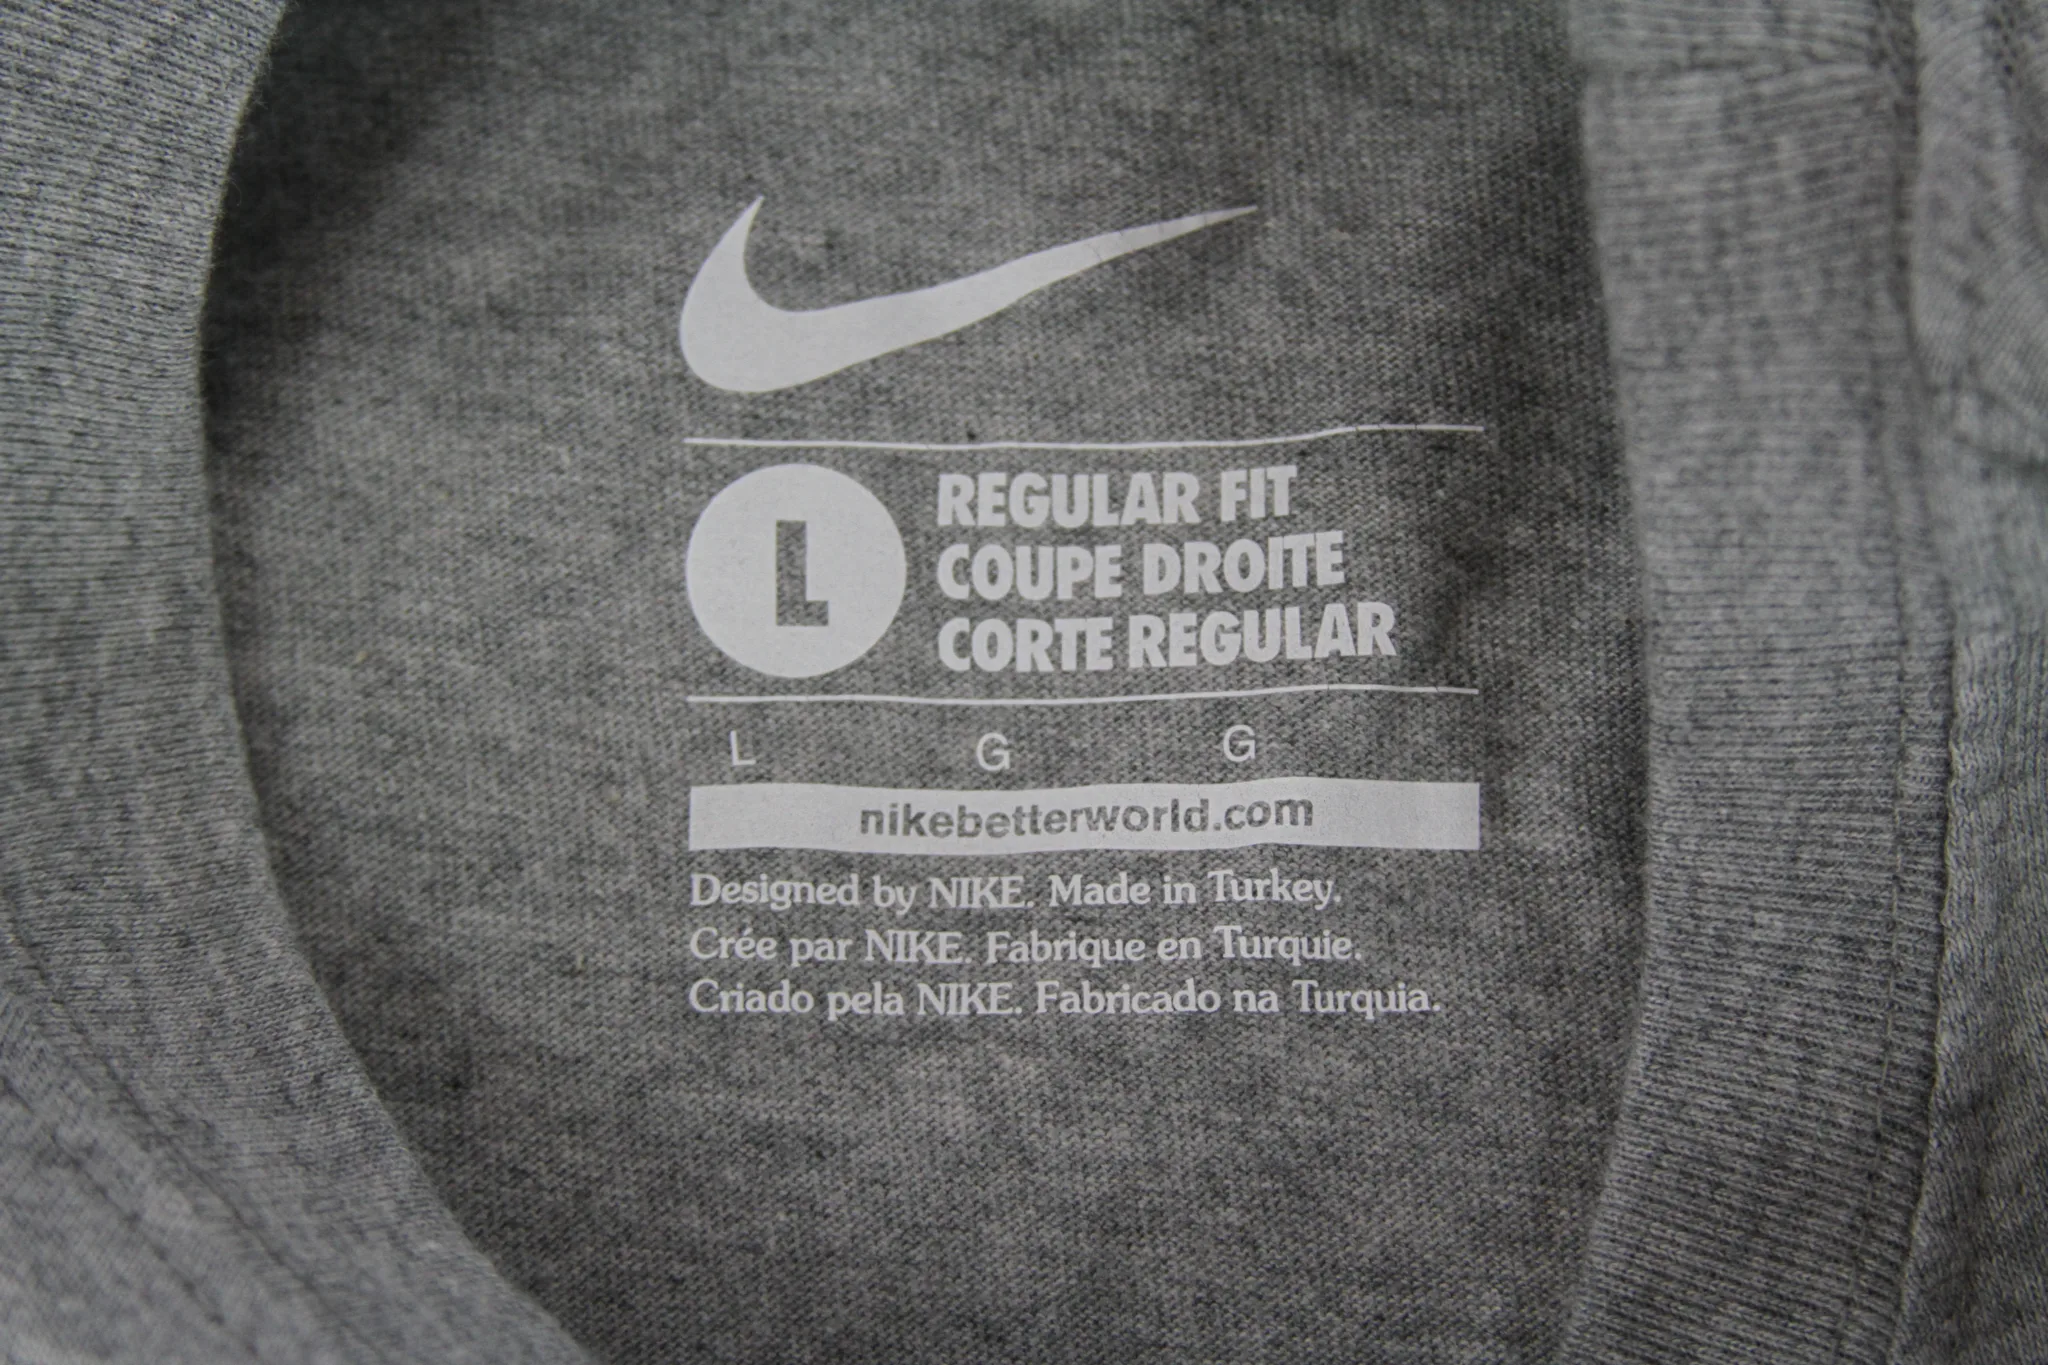 L
REGULAR FIT
COUPE DROITE
CORTE REGULAR
L G G
nikebetterworld.com
Designed by NIKE. Made in Turkey.
Crée par NIKE. Fabrique en Turquie.
Criado pela NIKE. Fabricado na Turquia.